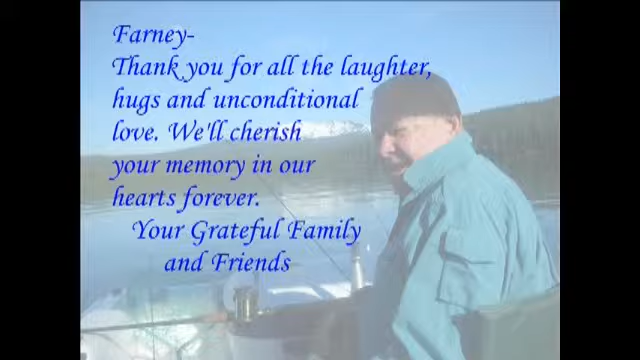 Farney-
Thank you for all the laughter,
hugs and unconditional
love. We'll cherish
your memory in our
hearts forever.
Your Grateful Family
and Friends